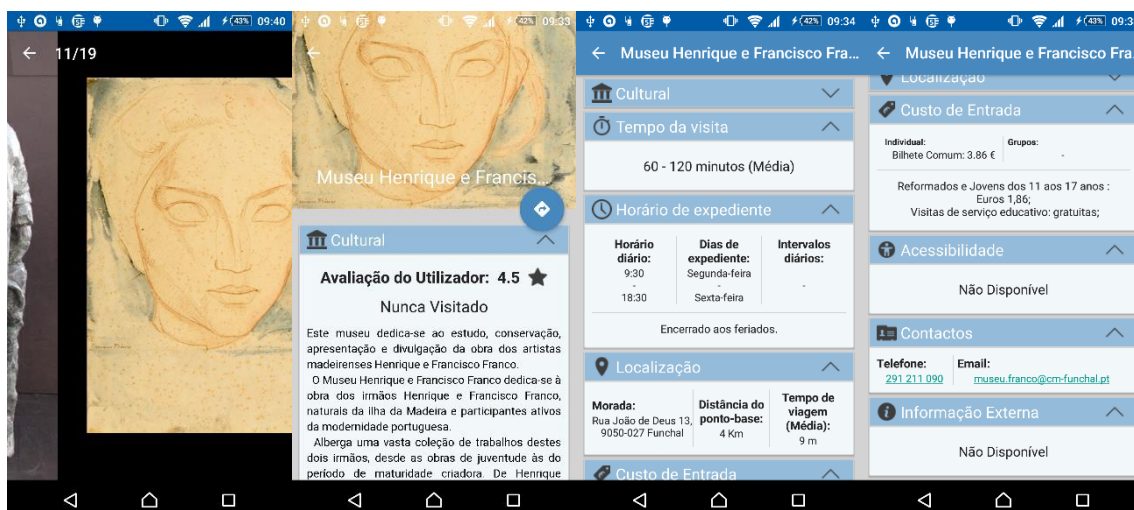 43% 09:40
11/19
42% 09:33
Museu Henrique e Francis...
Cultural
Avaliação do Utilizador: 4.5
Nunca Visitado
Este museu dedica-se ao estudo, conservação,
apresentação e divulgação da obra dos artistas
madeirenses Henrique e Francisco Franco.
O Museu Henrique e Francisco Franco dedica-se à
obra dos irmãos Henrique e Francisco Franco,
naturais da ilha da Madeira e participantes ativos
da modernidade portuguesa.
Alberga uma vasta coleção de trabalhos destes
dois irmãos, desde as obras de juventude às do
período de maturidade criadora. De Henrique
43% 09:34
Museu Henrique e Francisco Fra...
Cultural
Tempo da visita
60 - 120 minutos (Média)
Horário de expediente
Horário
diário:
9:30
-
18:30
Dias de
expediente:
Segunda-feira
-
Sexta-feira
Intervalos
diários:
-
Encerrado aos feriados.
Localização
Morada:
Rua João de Deus 13,
9050-027 Funchal
Distância do
ponto-base:
4 Km
Tempo de
viagem
(Média):
9 m
Custo de Entrada
43% 09:3
Museu Henrique e Francisco Fra
Localização
Custo de Entrada
Individual:
Bilhete Comum: 3.86 €
Grupos:
-
Reformados e Jovens dos 11 aos 17 anos :
Euros 1,86;
Visitas de serviço educativo: gratuitas;
Acessibilidade
Não Disponível
Contactos
Telefone:
291 211 090
Email:
museu.franco@cm-funchal.pt
Informação Externa
Não Disponível